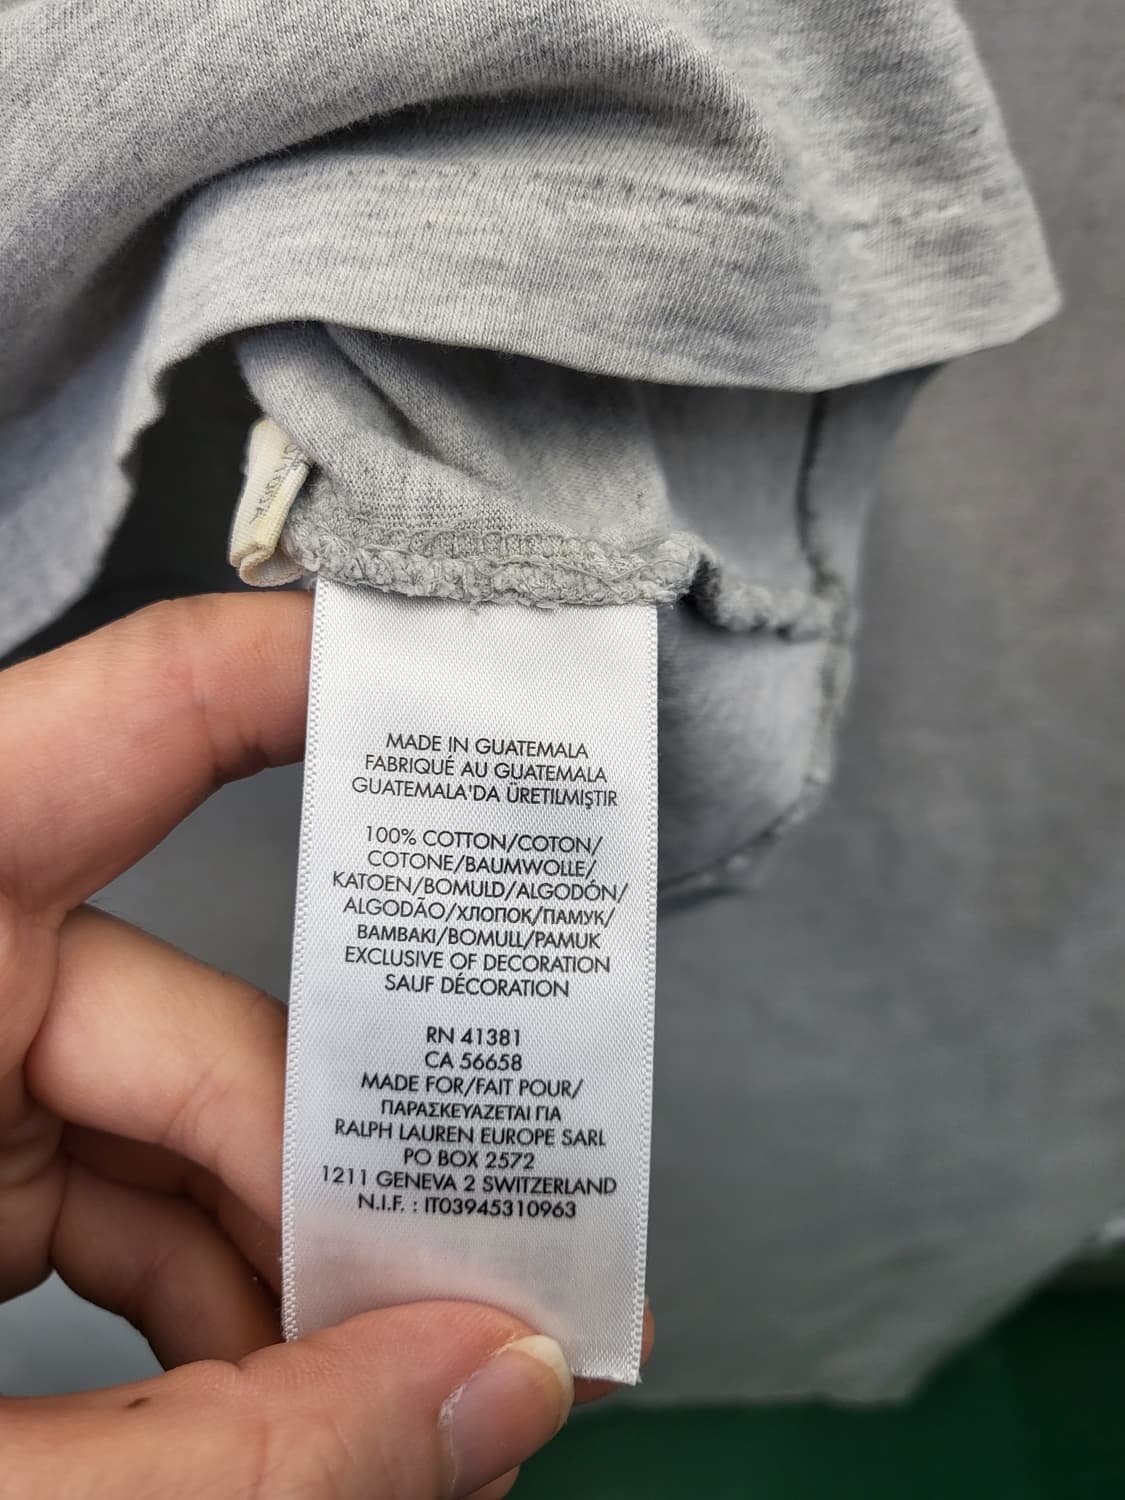 MADE IN GUATEMALA
FABRIQUÉ AU GUATEMALA
GUATEMALA'DA ÜRETILMIŞTIR
100% COTTON/COTON/
COTONE/BAUMWOLLE/
KATOEN/BOMULD/ALGODÓN/
ALGODÃO/ХЛОПОК/ПАМУК/
BAMBAKI/BOMULL/PAMUK
EXCLUSIVE OF DECORATION
SAUF DÉCORATION
RN 41381
CA 56658
MADE FOR/FAIT POUR/
ΠΑΡΑΣΚΕΥΑΖΕΤΑΙ ΓΙΑ
RALPH LAUREN EUROPE SARL
PO BOX 2572
1211 GENEVA 2 SWITZERLAND
N.I.F. : IT03945310963